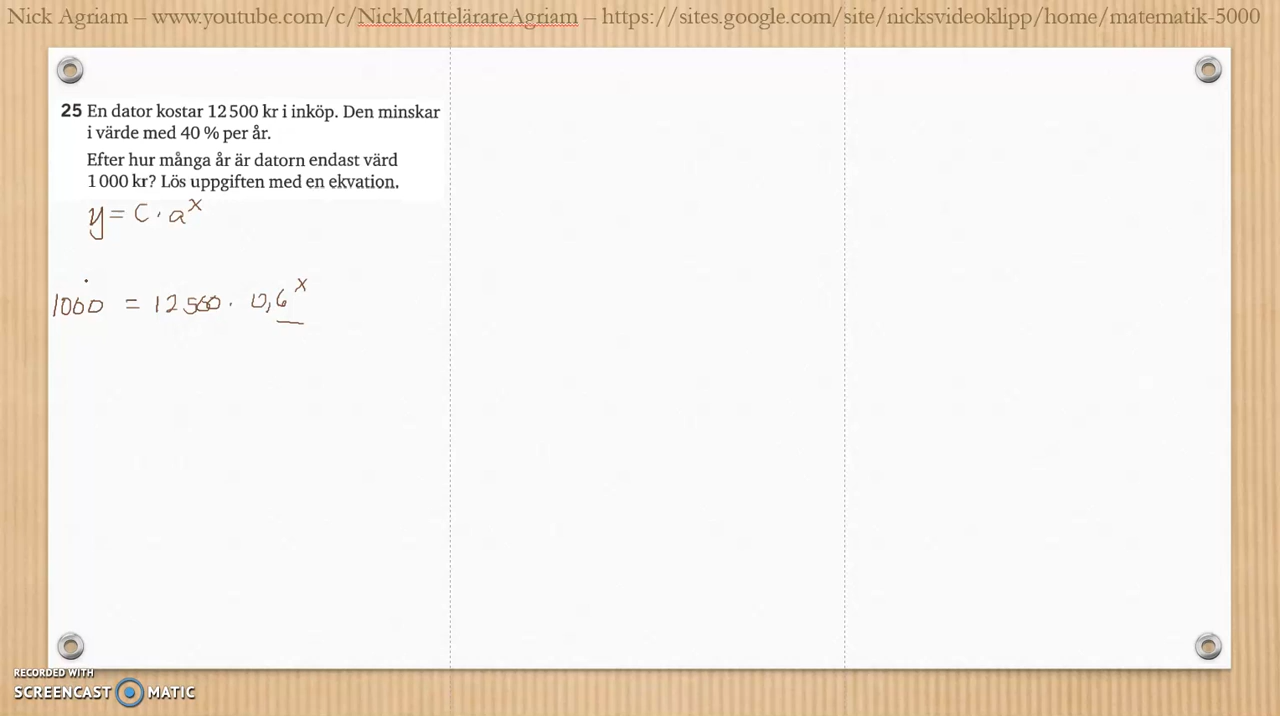 Nick Agriam – www.youtube.com/c/NickMattelärareAgriam – https://sites.google.com/site/nicksvideoklipp/home/matematik-5000
25 En dator kostar 12 500 kr i inköp. Den minskar
i värde med 40 % per år.
Efter hur många år är datorn endast värd
1 000 kr? Lös uppgiften med en ekvation.
y = C · a^x
1000 = 12500 · 0,6^x
RECORDED WITH
SCREENCAST MATIC